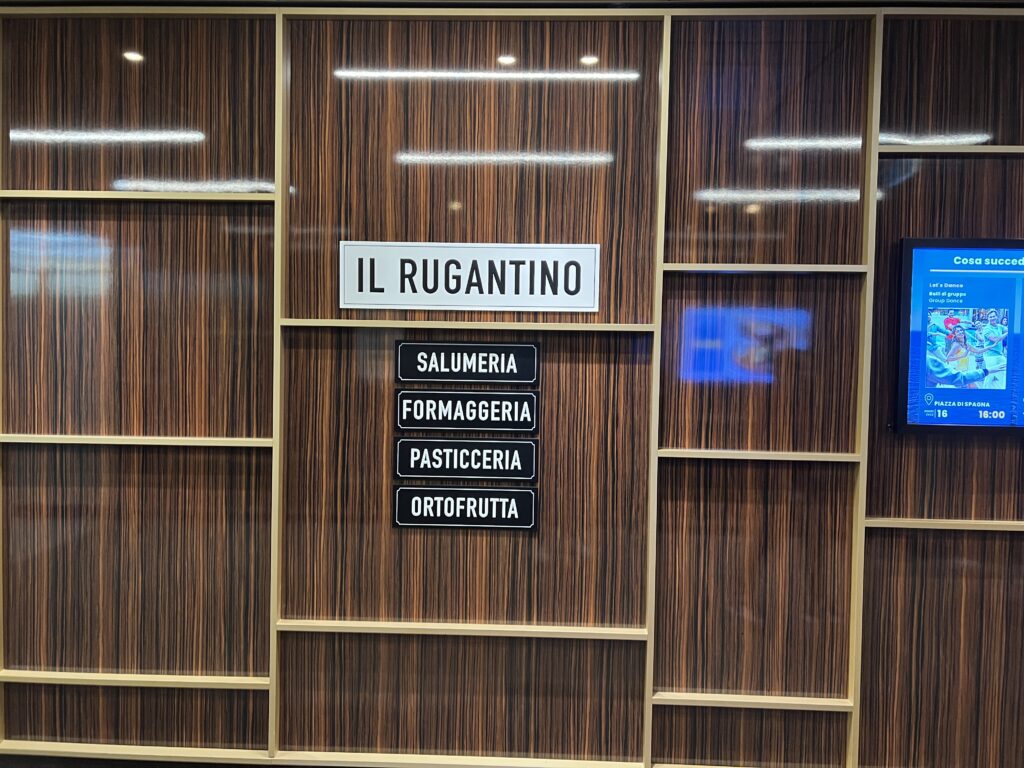 IL RUGANTINO
SALUMERIA
FORMAGGERIA
PASTICCERIA
ORTOFRUTTA
Cosa succed
Let's Dance
Balli di gruppo
Group Dance
PIAZZA DI SPAGNA
16
16:00